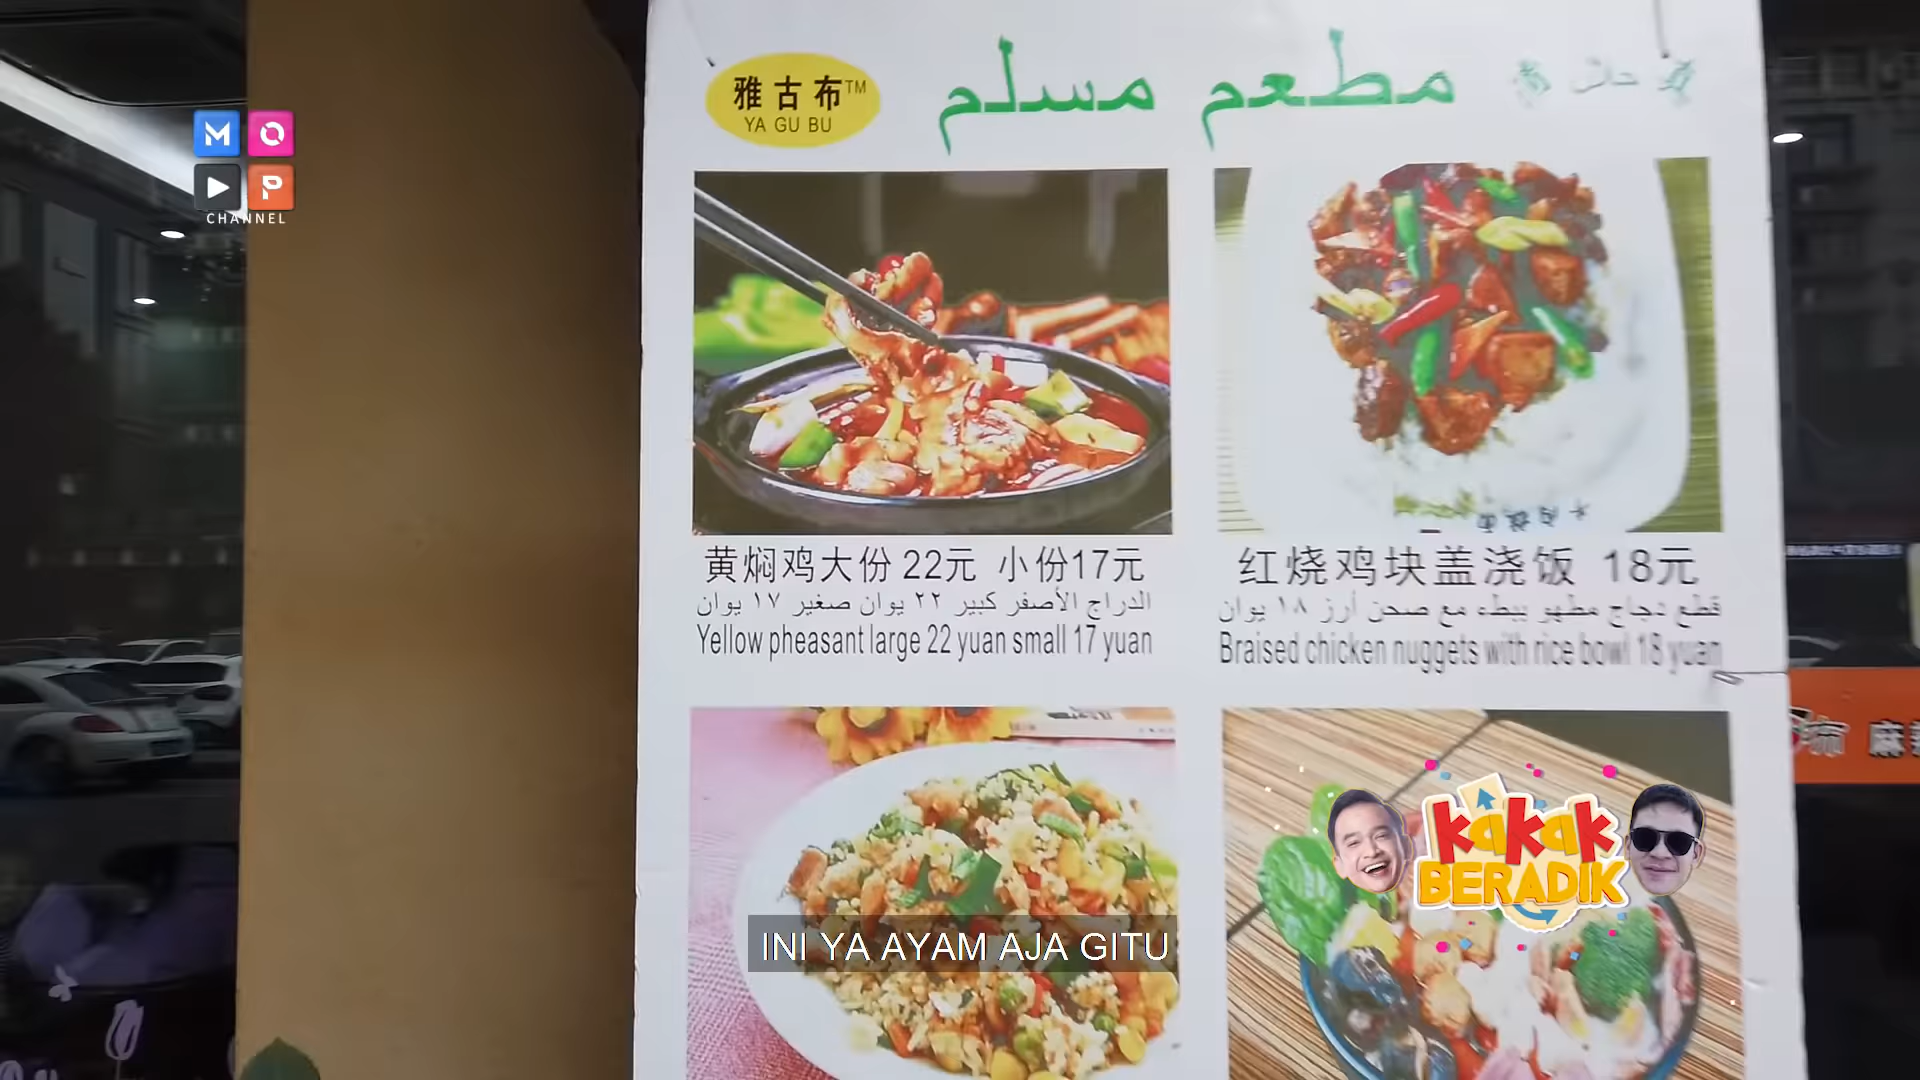 M O
P
CHANNEL
雅古布™
YA GU BU
مطعم مسلم
黄焖鸡大份 22元 小份17元
الدراج الأصفر كبير ٢٢ يوان صغير ١٧ يوان
Yellow pheasant large 22 yuan small 17 yuan
红烧鸡块盖浇饭 18元
قطع دجاج مطهو ببطء مع صحن أرز ١٨ يوان
Braised chicken nuggets with rice bowl 18 yuan
布 麻
kakak
BERADIK
INI YA AYAM AJA GITU